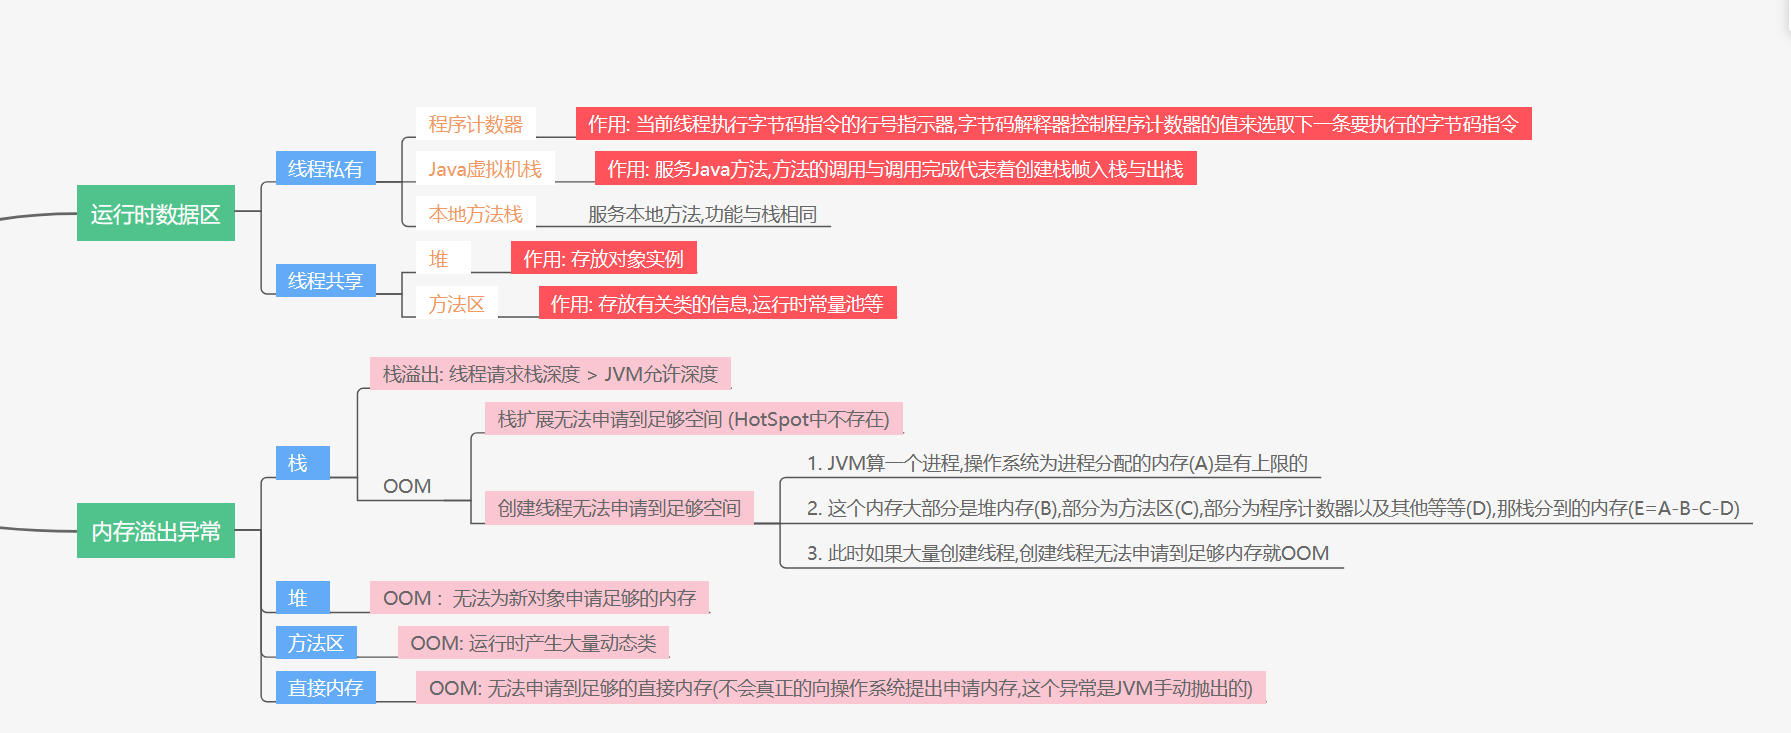 运行时数据区
线程私有
程序计数器
作用: 当前线程执行字节码指令的行号指示器,字节码解释器控制程序计数器的值来选取下一条要执行的字节码指令
Java虚拟机栈
作用: 服务Java方法,方法的调用与调用完成代表着创建栈帧入栈与出栈
本地方法栈
服务本地方法,功能与栈相同
线程共享
堆
作用: 存放对象实例
方法区
作用: 存放有关类的信息,运行时常量池等
内存溢出异常
栈
栈溢出: 线程请求栈深度 > JVM允许深度
OOM
栈扩展无法申请到足够空间 (HotSpot中不存在)
创建线程无法申请到足够空间
1. JVM算一个进程,操作系统为进程分配的内存(A)是有上限的
2. 这个内存大部分是堆内存(B),部分为方法区(C),部分为程序计数器以及其他等等(D),那栈分到的内存(E=A-B-C-D)
3. 此时如果大量创建线程,创建线程无法申请到足够内存就OOM
堆
OOM ：无法为新对象申请足够的内存
方法区
OOM: 运行时产生大量动态类
直接内存
OOM: 无法申请到足够的直接内存(不会真正的向操作系统提出申请内存,这个异常是JVM手动抛出的)